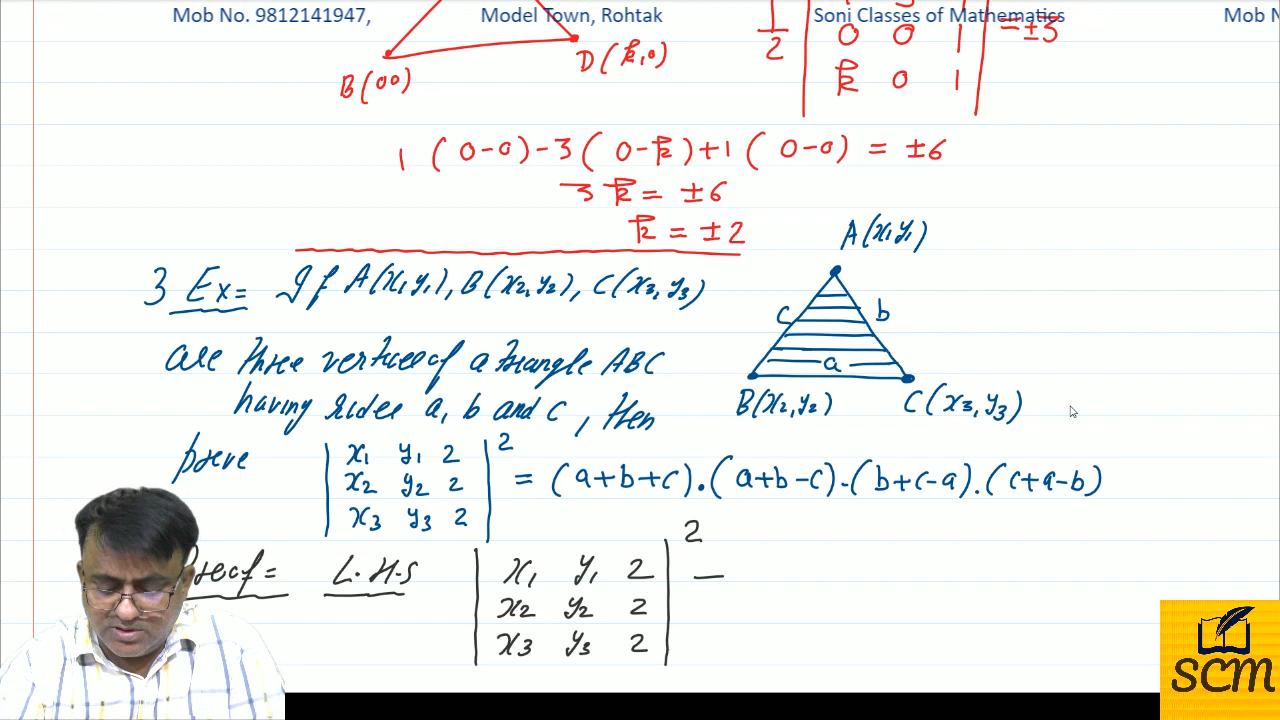 Mob No. 9812141947, Model Town, Rohtak Soni Classes of Mathematics Mob N
1/2 | 0 0 1 | = ±3
B(00) D(k,0) k 0 1
1 (0-0)-3(0-k)+1(0-0) = ±6
3k = ±6
k = ±2
A(x1y1)
3 Ex= If A(x1y1), B(x2,y2), C(x3,y3)
c b
are three vertices of a triangle ABC
a
having sides a, b and c, then
B(x2,y2) C(x3,y3)
prove | x1 y1 2 |²
| x2 y2 2 | = (a+b+c).(a+b-c).(b+c-a).(c+a-b)
| x3 y3 2 |
Proof = L.H.S | x1 y1 2 |² =
| x2 y2 2 |
| x3 y3 2 |
SCM